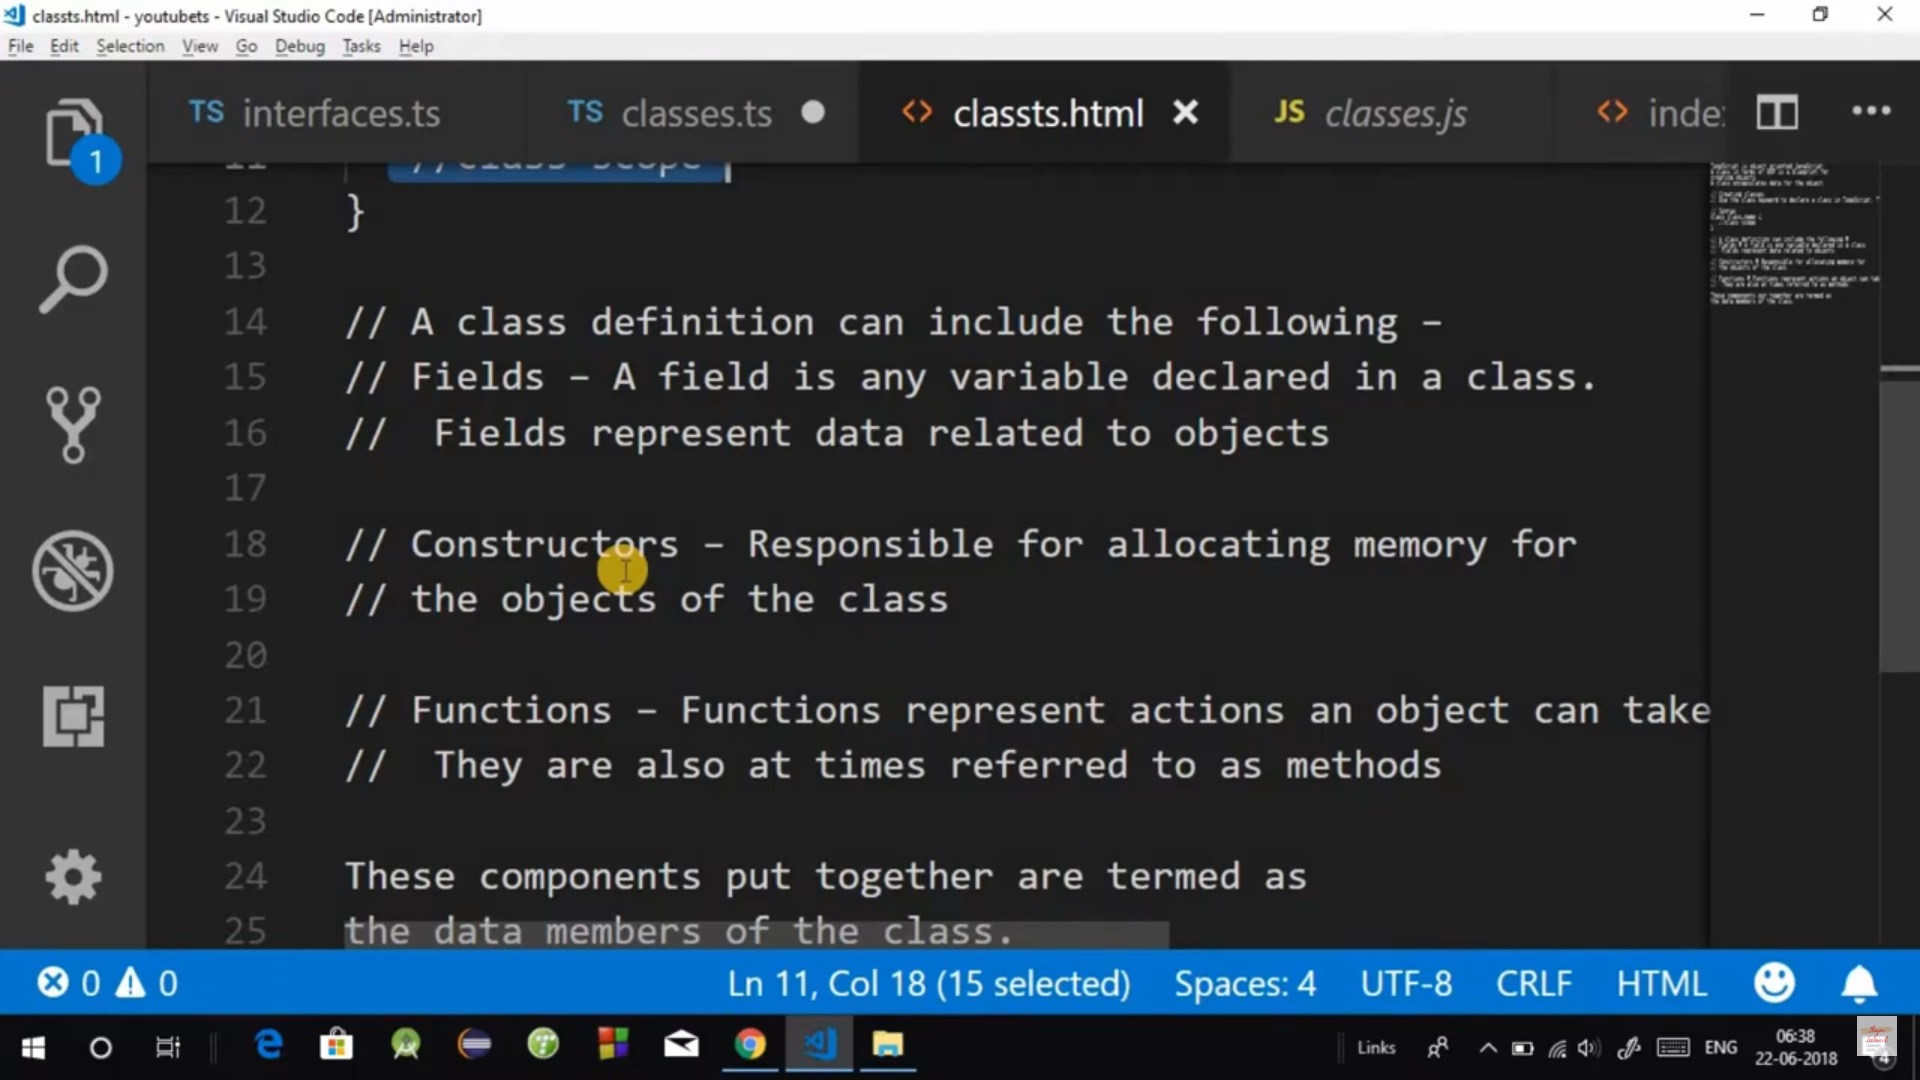 classts.html - youtubets - Visual Studio Code [Administrator]
File Edit Selection View Go Debug Tasks Help
1
TS interfaces.ts TS classes.ts classts.html JS classes.js <> inde
11 //Class scope
12 }
13
14 // A class definition can include the following –
15 // Fields – A field is any variable declared in a class.
16 //  Fields represent data related to objects
17
18 // Constructors – Responsible for allocating memory for
19 // the objects of the class
20
21 // Functions – Functions represent actions an object can take
22 //  They are also at times referred to as methods
23
24 These components put together are termed as
25 the data members of the class.
0 0 Ln 11, Col 18 (15 selected) Spaces: 4 UTF-8 CRLF HTML
Links ENG 06:38
22-06-2018
4